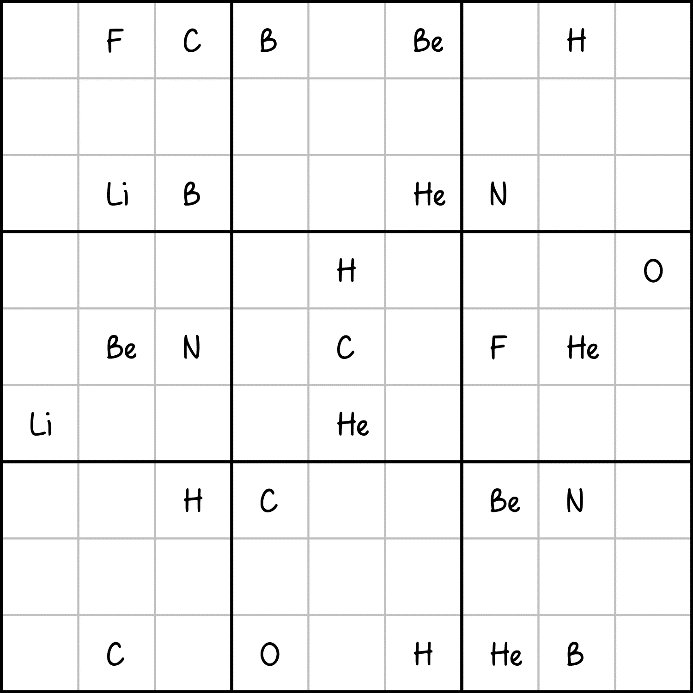 F C B Be H
Li B He N
H O
Be N C F He
Li He
H C Be N
C O H He B